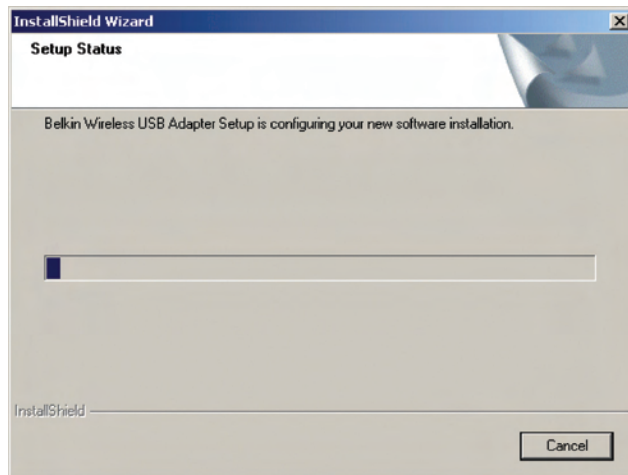 InstallShield Wizard
Setup Status
Belkin Wireless USB Adapter Setup is configuring your new software installation.
InstallShield
Cancel